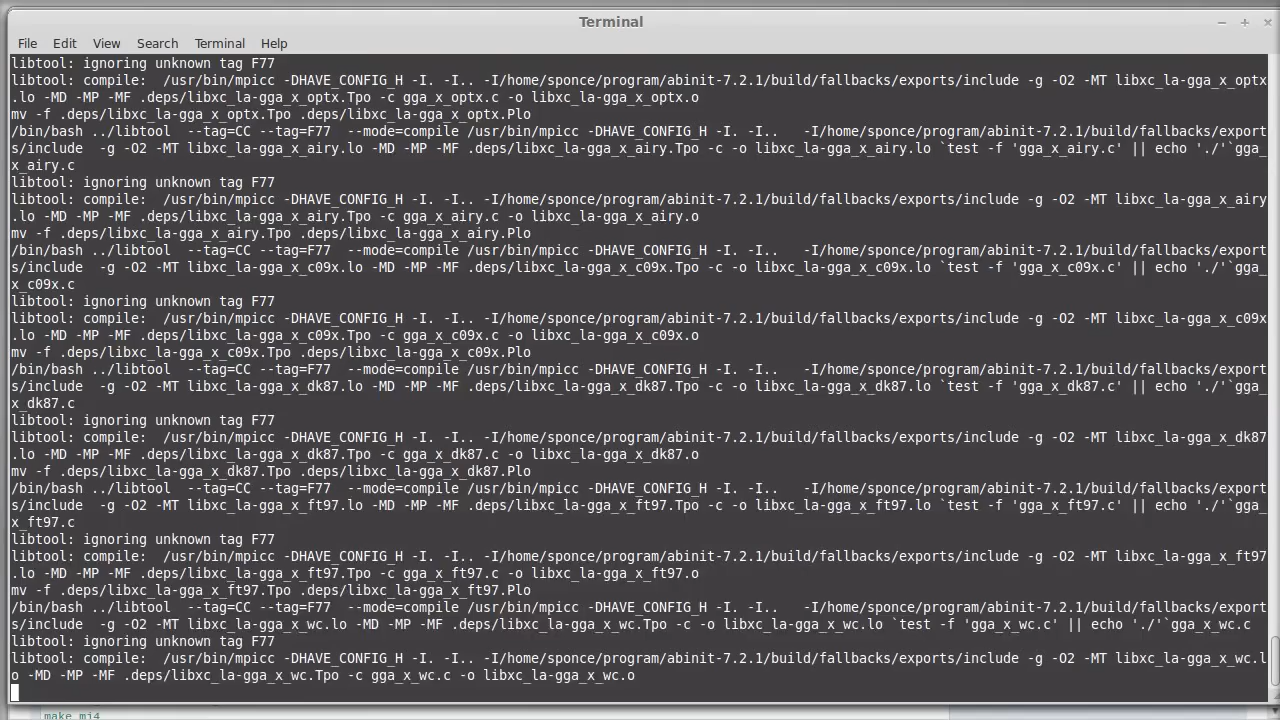 Terminal
File Edit View Search Terminal Help
libtool: ignoring unknown tag F77
libtool: compile:  /usr/bin/mpicc -DHAVE_CONFIG_H -I. -I.. -I/home/sponce/program/abinit-7.2.1/build/fallbacks/exports/include -g -O2 -MT libxc_la-gga_x_optx
.lo -MD -MP -MF .deps/libxc_la-gga_x_optx.Tpo -c gga_x_optx.c -o libxc_la-gga_x_optx.o
mv -f .deps/libxc_la-gga_x_optx.Tpo .deps/libxc_la-gga_x_optx.Plo
/bin/bash ../libtool  --tag=CC --tag=F77  --mode=compile /usr/bin/mpicc -DHAVE_CONFIG_H -I. -I..   -I/home/sponce/program/abinit-7.2.1/build/fallbacks/export
s/include  -g -O2 -MT libxc_la-gga_x_airy.lo -MD -MP -MF .deps/libxc_la-gga_x_airy.Tpo -c -o libxc_la-gga_x_airy.lo `test -f 'gga_x_airy.c' || echo './'`gga_
x_airy.c
libtool: ignoring unknown tag F77
libtool: compile:  /usr/bin/mpicc -DHAVE_CONFIG_H -I. -I.. -I/home/sponce/program/abinit-7.2.1/build/fallbacks/exports/include -g -O2 -MT libxc_la-gga_x_airy
.lo -MD -MP -MF .deps/libxc_la-gga_x_airy.Tpo -c gga_x_airy.c -o libxc_la-gga_x_airy.o
mv -f .deps/libxc_la-gga_x_airy.Tpo .deps/libxc_la-gga_x_airy.Plo
/bin/bash ../libtool  --tag=CC --tag=F77  --mode=compile /usr/bin/mpicc -DHAVE_CONFIG_H -I. -I..   -I/home/sponce/program/abinit-7.2.1/build/fallbacks/export
s/include  -g -O2 -MT libxc_la-gga_x_c09x.lo -MD -MP -MF .deps/libxc_la-gga_x_c09x.Tpo -c -o libxc_la-gga_x_c09x.lo `test -f 'gga_x_c09x.c' || echo './'`gga_
x_c09x.c
libtool: ignoring unknown tag F77
libtool: compile:  /usr/bin/mpicc -DHAVE_CONFIG_H -I. -I.. -I/home/sponce/program/abinit-7.2.1/build/fallbacks/exports/include -g -O2 -MT libxc_la-gga_x_c09x
.lo -MD -MP -MF .deps/libxc_la-gga_x_c09x.Tpo -c gga_x_c09x.c -o libxc_la-gga_x_c09x.o
mv -f .deps/libxc_la-gga_x_c09x.Tpo .deps/libxc_la-gga_x_c09x.Plo
/bin/bash ../libtool  --tag=CC --tag=F77  --mode=compile /usr/bin/mpicc -DHAVE_CONFIG_H -I. -I..   -I/home/sponce/program/abinit-7.2.1/build/fallbacks/export
s/include  -g -O2 -MT libxc_la-gga_x_dk87.lo -MD -MP -MF .deps/libxc_la-gga_x_dk87.Tpo -c -o libxc_la-gga_x_dk87.lo `test -f 'gga_x_dk87.c' || echo './'`gga_
x_dk87.c
libtool: ignoring unknown tag F77
libtool: compile:  /usr/bin/mpicc -DHAVE_CONFIG_H -I. -I.. -I/home/sponce/program/abinit-7.2.1/build/fallbacks/exports/include -g -O2 -MT libxc_la-gga_x_dk87
.lo -MD -MP -MF .deps/libxc_la-gga_x_dk87.Tpo -c gga_x_dk87.c -o libxc_la-gga_x_dk87.o
mv -f .deps/libxc_la-gga_x_dk87.Tpo .deps/libxc_la-gga_x_dk87.Plo
/bin/bash ../libtool  --tag=CC --tag=F77  --mode=compile /usr/bin/mpicc -DHAVE_CONFIG_H -I. -I..   -I/home/sponce/program/abinit-7.2.1/build/fallbacks/export
s/include  -g -O2 -MT libxc_la-gga_x_ft97.lo -MD -MP -MF .deps/libxc_la-gga_x_ft97.Tpo -c -o libxc_la-gga_x_ft97.lo `test -f 'gga_x_ft97.c' || echo './'`gga_
x_ft97.c
libtool: ignoring unknown tag F77
libtool: compile:  /usr/bin/mpicc -DHAVE_CONFIG_H -I. -I.. -I/home/sponce/program/abinit-7.2.1/build/fallbacks/exports/include -g -O2 -MT libxc_la-gga_x_ft97
.lo -MD -MP -MF .deps/libxc_la-gga_x_ft97.Tpo -c gga_x_ft97.c -o libxc_la-gga_x_ft97.o
mv -f .deps/libxc_la-gga_x_ft97.Tpo .deps/libxc_la-gga_x_ft97.Plo
/bin/bash ../libtool  --tag=CC --tag=F77  --mode=compile /usr/bin/mpicc -DHAVE_CONFIG_H -I. -I..   -I/home/sponce/program/abinit-7.2.1/build/fallbacks/export
s/include  -g -O2 -MT libxc_la-gga_x_wc.lo -MD -MP -MF .deps/libxc_la-gga_x_wc.Tpo -c -o libxc_la-gga_x_wc.lo `test -f 'gga_x_wc.c' || echo './'`gga_x_wc.c
libtool: ignoring unknown tag F77
libtool: compile:  /usr/bin/mpicc -DHAVE_CONFIG_H -I. -I.. -I/home/sponce/program/abinit-7.2.1/build/fallbacks/exports/include -g -O2 -MT libxc_la-gga_x_wc.l
o -MD -MP -MF .deps/libxc_la-gga_x_wc.Tpo -c gga_x_wc.c -o libxc_la-gga_x_wc.o
make mj4